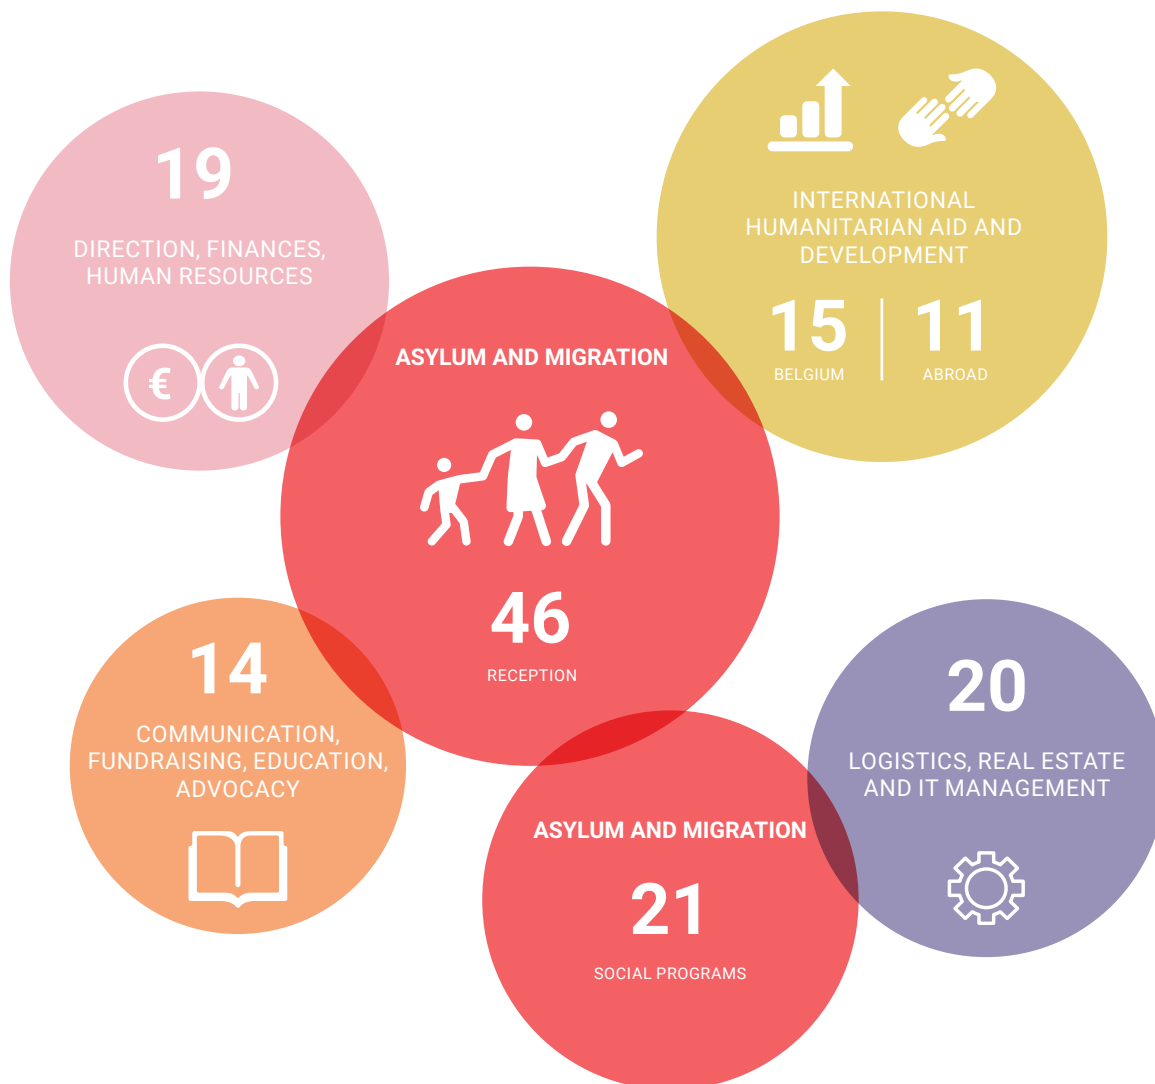 19
DIRECTION, FINANCES,
HUMAN RESOURCES
€
INTERNATIONAL
HUMANITARIAN AID AND
DEVELOPMENT
15
BELGIUM
11
ABROAD
ASYLUM AND MIGRATION
46
RECEPTION
14
COMMUNICATION,
FUNDRAISING, EDUCATION,
ADVOCACY
20
LOGISTICS, REAL ESTATE
AND IT MANAGEMENT
ASYLUM AND MIGRATION
21
SOCIAL PROGRAMS